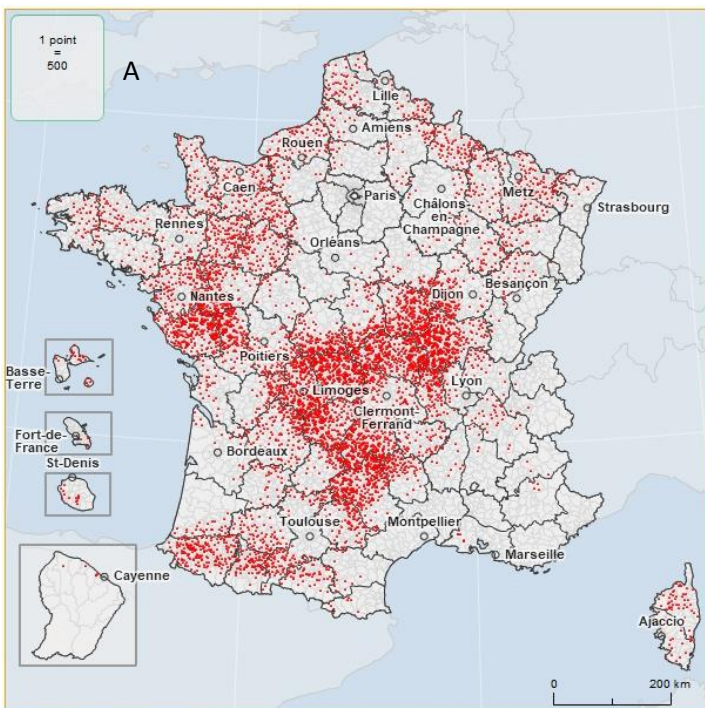 1 point
=
500
A
Lille
Amiens
Rouen
Caen
Paris
Metz
Châlons-
en-
Champagne
Strasbourg
Rennes
Orléans
Nantes
Dijon
Besançon
Poitiers
Basse-
Terre
Limoges
Lyon
Clermont-
Ferrand
Fort-de-
France
St-Denis
Bordeaux
Toulouse
Montpellier
Marseille
Cayenne
Ajaccio
0
200 km